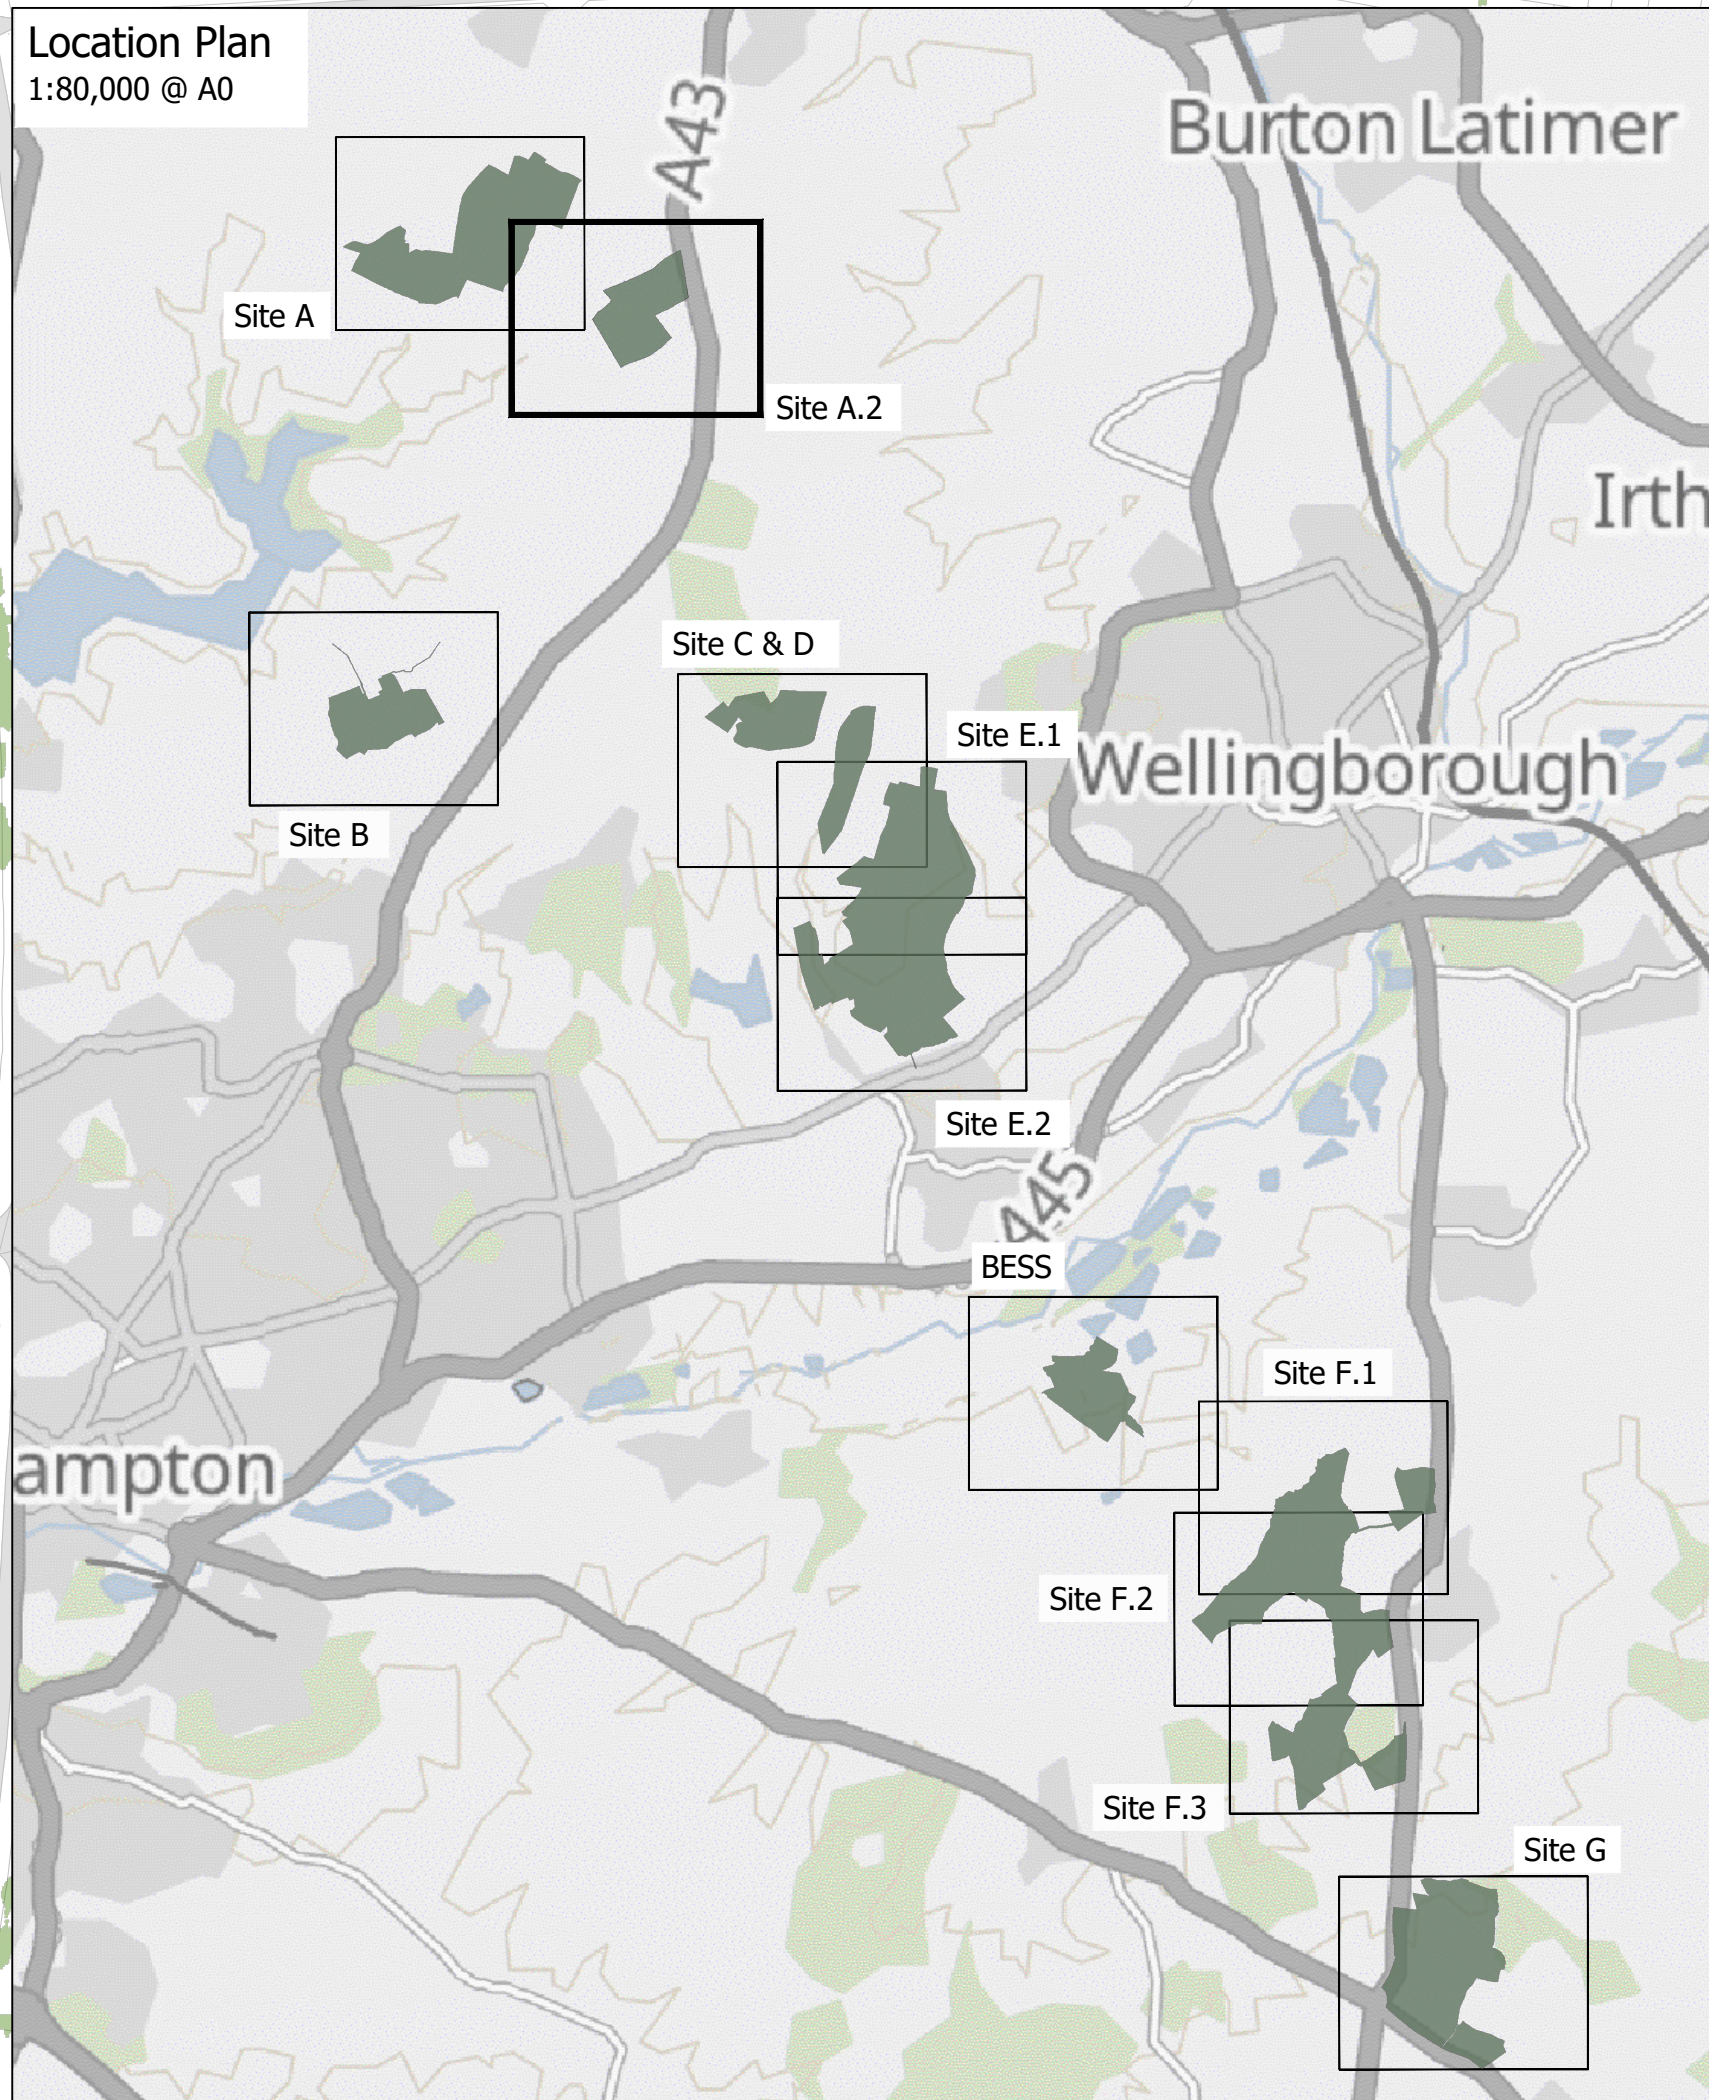 Location Plan
1:80,000 @ A0
A43
Burton Latimer
Site A
Site A.2
Irth
Site C & D
Site E.1
Wellingborough
Site B
Site E.2
A45
BESS
Site F.1
ampton
Site F.2
Site F.3
Site G